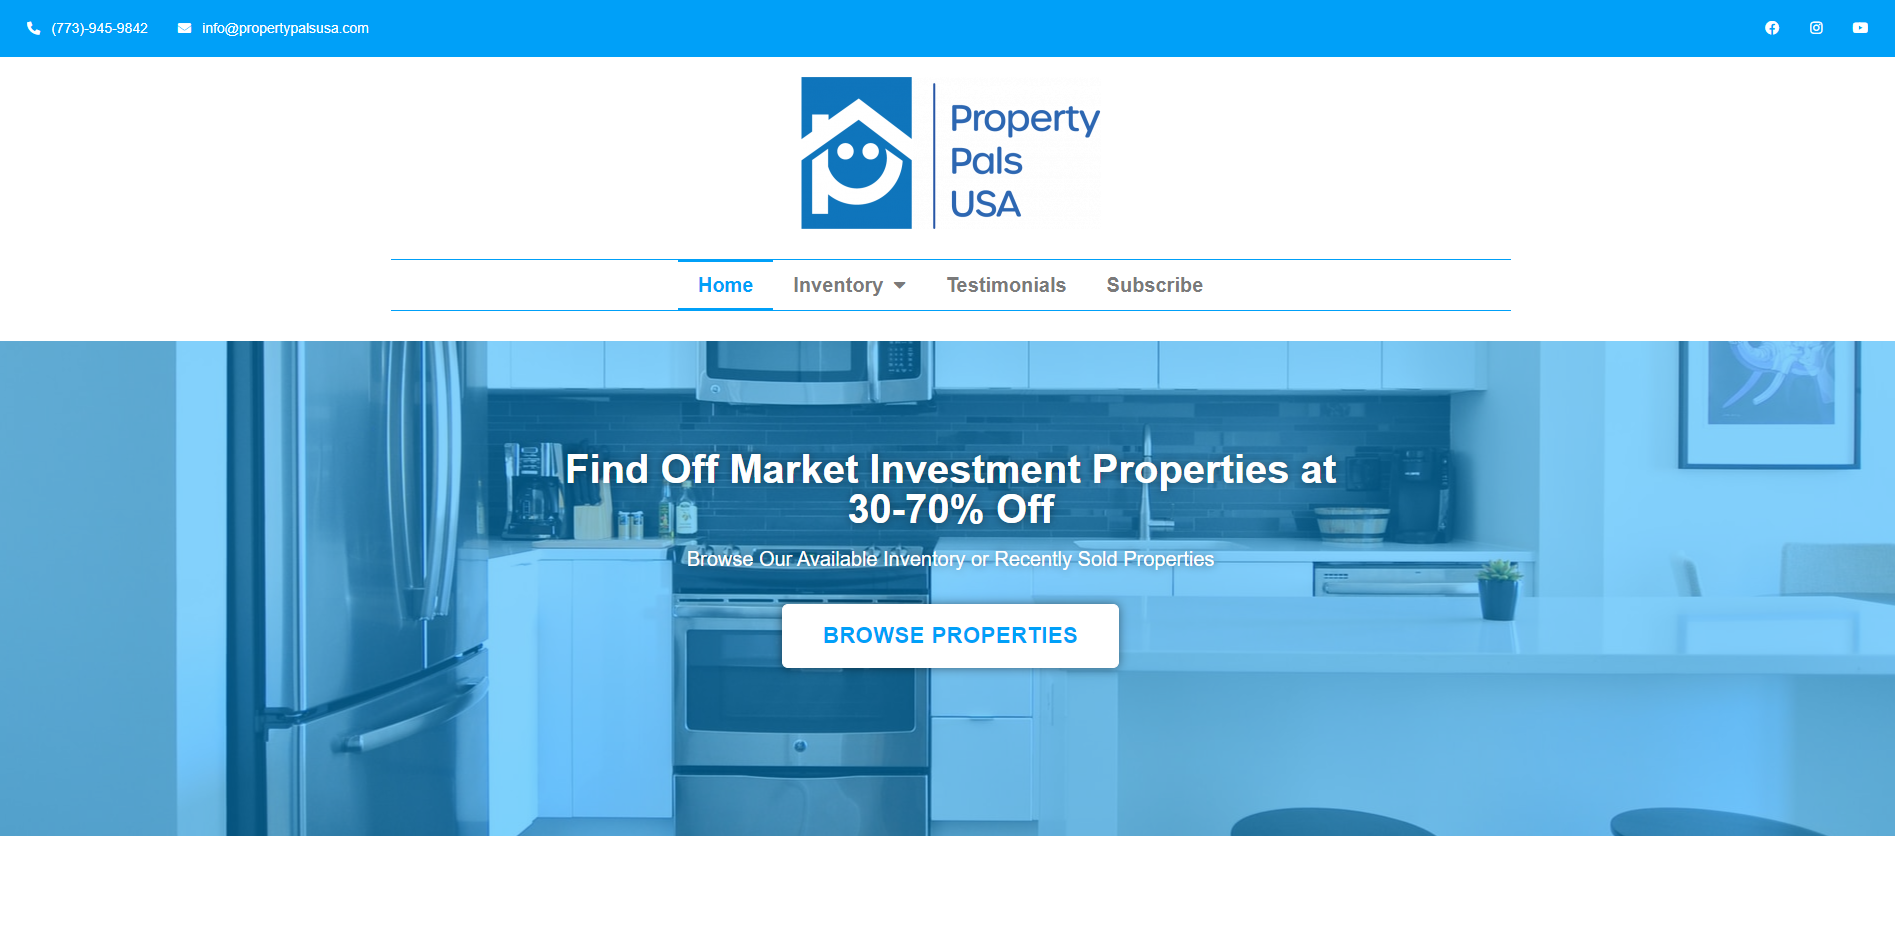 (773)-945-9842
info@propertypalsusa.com
Property
Pals
USA
Home
Inventory
Testimonials
Subscribe
Find Off Market Investment Properties at
30-70% Off
Browse Our Available Inventory or Recently Sold Properties
BROWSE PROPERTIES